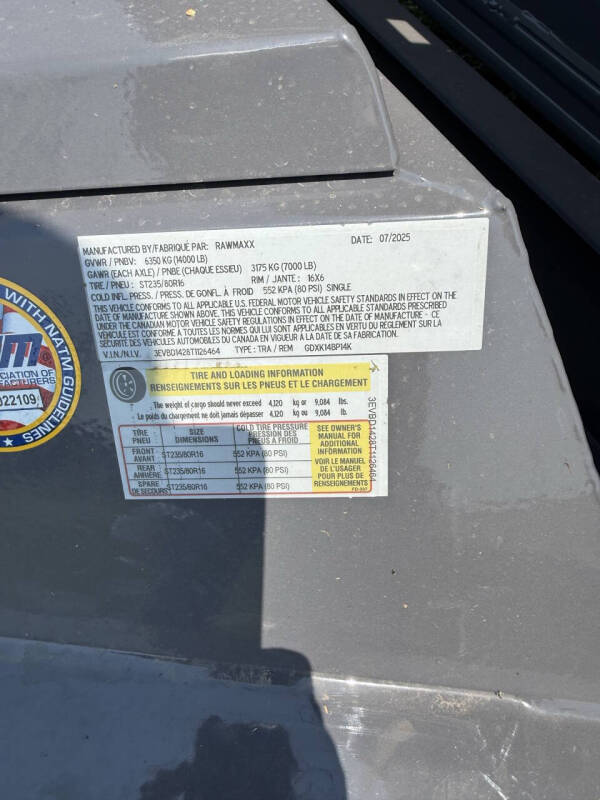 MANUFACTURED BY/FABRIQUÉ PAR: RAWMAXX DATE: 07/2025
GVWR / PNBV: 6350 KG (14000 LB)
GAWR (EACH AXLE) / PNBE (CHAQUE ESSIEU) 3175 KG (7000 LB)
TIRE / PNEU: ST235/80R16 RIM / JANTE: 16X6
COLD INFL. PRESS. / PRESS. DE GONFL. À FROID 552 KPA (80 PSI) SINGLE
THIS VEHICLE CONFORMS TO ALL APPLICABLE U.S. FEDERAL MOTOR VEHICLE SAFETY STANDARDS IN EFFECT ON THE
DATE OF MANUFACTURE SHOWN ABOVE. THIS VEHICLE CONFORMS TO ALL APPLICABLE STANDARDS PRESCRIBED
UNDER THE CANADIAN MOTOR VEHICLE SAFETY REGULATIONS IN EFFECT ON THE DATE OF MANUFACTURE - CE
VÉHICULE EST CONFORME A TOUTES LES NORMES QUI LUI SONT APPLICABLES EN VERTU DU REGLEMENT SUR LA
SÉCURITÉ DES VÉHICULES AUTOMOBILES DU CANADA EN VIGUEUR À LA DATE DE SA FABRICATION.
V.I.N./N.I.V. 3EVBD1428T1126464 TYPE: TRA / REM GDXK14BP14K
TIRE AND LOADING INFORMATION
RENSEIGNEMENTS SUR LES PNEUS ET LE CHARGEMENT
The weight of cargo should never exceed 4,120 kg or 9,084 lbs.
Le poids du chargement ne doit jamais dépasser 4,120 kg ou 9,084 lb.
TIRE PNEU
SIZE DIMENSIONS
COLD TIRE PRESSURE PRESSION DES PNEUS A FROID
FRONT AVANT ST235/80R16 552 KPA (80 PSI)
REAR ARRIÈRE ST235/80R16 552 KPA (80 PSI)
SPARE DE SECOURS ST235/80R16 552 KPA (80 PSI)
SEE OWNER'S
MANUAL FOR
ADDITIONAL
INFORMATION
VOIR LE MANUEL
DE L'USAGER
POUR PLUS DE
RENSEIGNEMENTS
3EVBD1428T1126464
WITH NATM GUIDELINES
22109